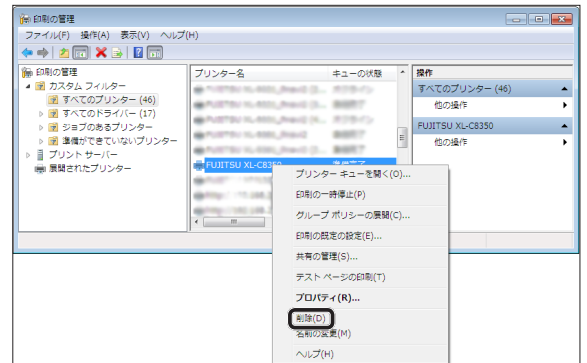 印刷の管理
ファイル(F) 操作(A) 表示(V) ヘルプ(H)
印刷の管理
カスタム フィルター
すべてのプリンター (46)
すべてのドライバー (17)
ジョブのあるプリンター
準備ができていないプリンター
プリント サーバー
展開されたプリンター
プリンター名 キューの状態
FUJITSU XL-C8350 準備完了
操作
すべてのプリンター (46)
他の操作
FUJITSU XL-C8350
他の操作
プリンター キューを開く(O)...
印刷の一時停止(P)
グループ ポリシーの展開(C)...
印刷の既定の設定(E)...
共有の管理(S)...
テスト ページの印刷(T)
プロパティ(R)...
削除(D)
名前の変更(M)
ヘルプ(H)